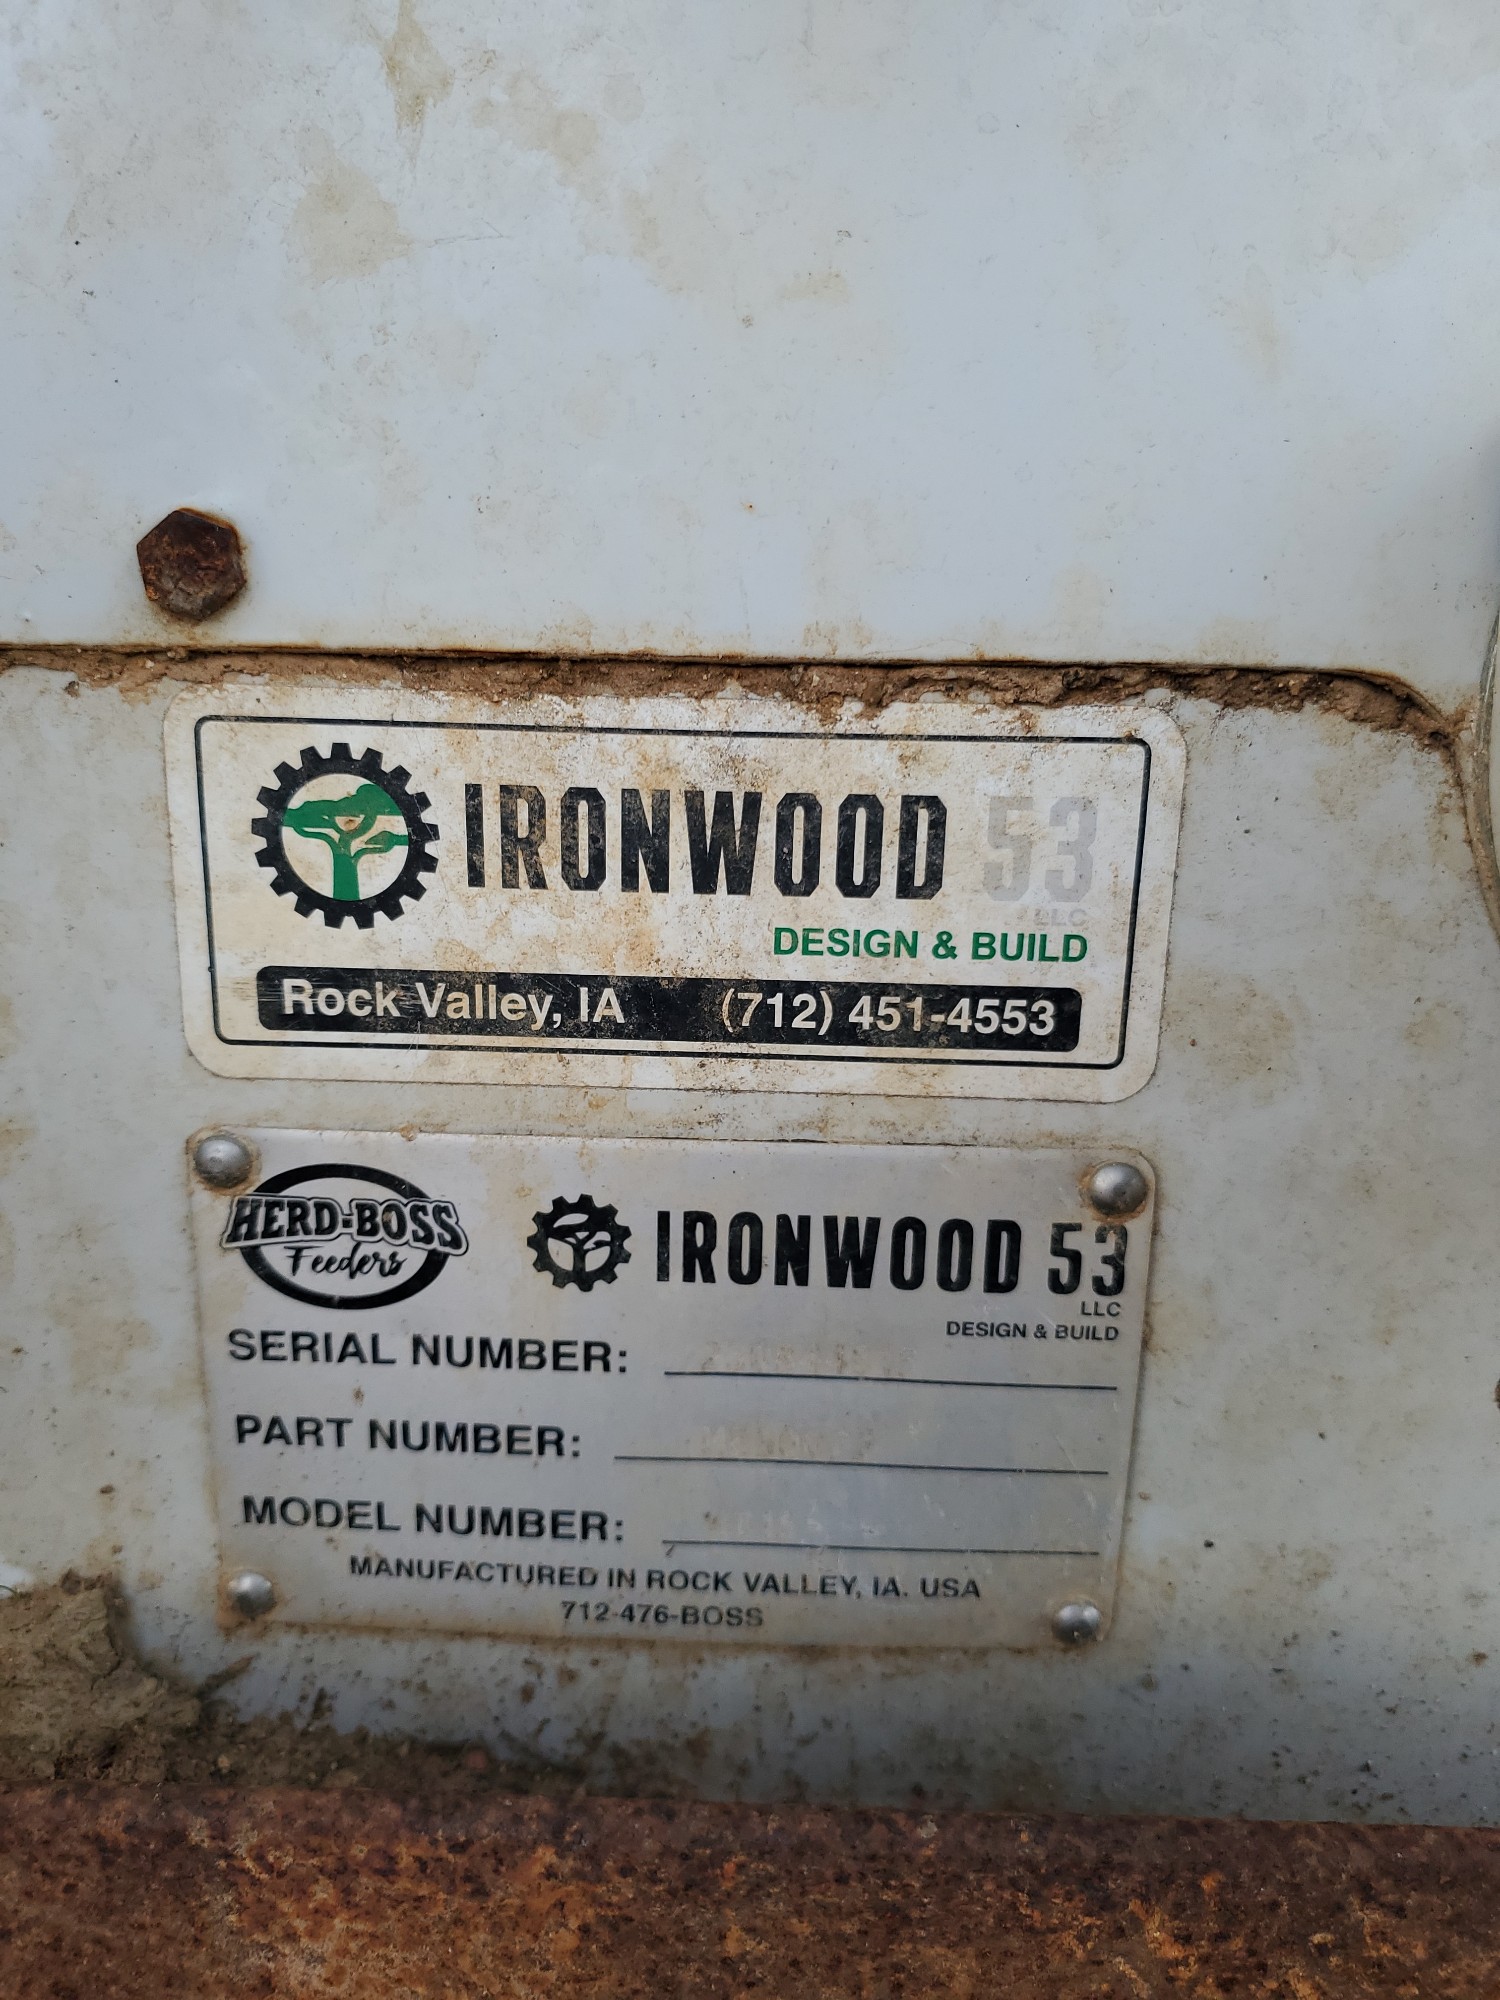 IRONWOOD 53
LLC
DESIGN & BUILD
Rock Valley, IA (712) 451-4553
HERD-BOSS
Feeders
IRONWOOD 53
LLC
DESIGN & BUILD
SERIAL NUMBER:
PART NUMBER:
MODEL NUMBER:
MANUFACTURED IN ROCK VALLEY, IA. USA
712-476-BOSS